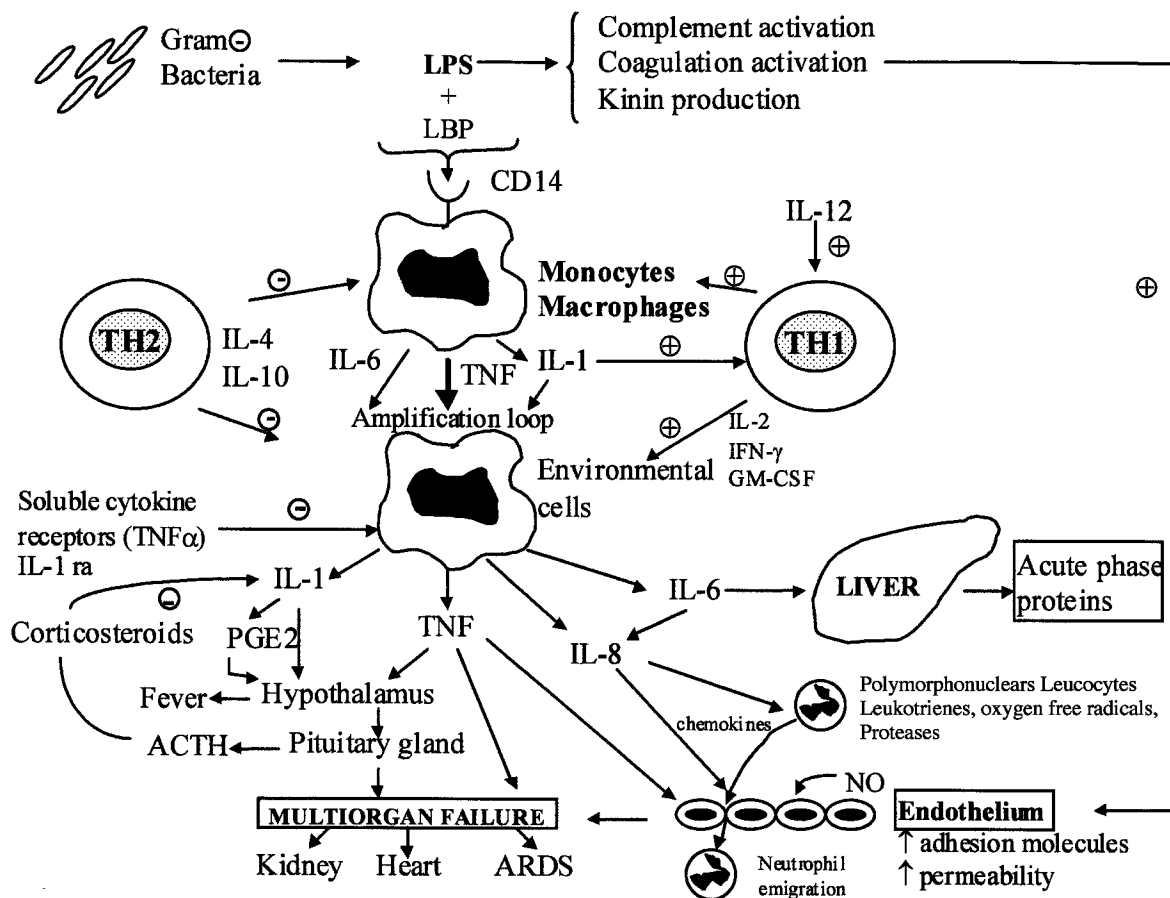 Gram⊖
Bacteria
LPS
+
LBP
Complement activation
Coagulation activation
Kinin production
CD14
IL-12
⊕
⊕
⊕
⊖
Monocytes
Macrophages
TH2
IL-4
IL-10
⊖
TH1
IL-6
TNF
IL-1
⊕
Amplification loop
⊕
IL-2
IFN-γ
GM-CSF
Environmental
cells
Soluble cytokine
receptors (TNFα)
IL-1 ra
⊖
IL-1
⊖
Corticosteroids
PGE2
TNF
IL-6
IL-8
LIVER
Acute phase
proteins
Fever
Hypothalamus
ACTH
Pituitary gland
chemokines
Polymorphonuclears Leucocytes
Leukotrienes, oxygen free radicals,
Proteases
NO
MULTIORGAN FAILURE
Kidney
Heart
ARDS
Neutrophil
emigration
Endothelium
↑ adhesion molecules
↑ permeability